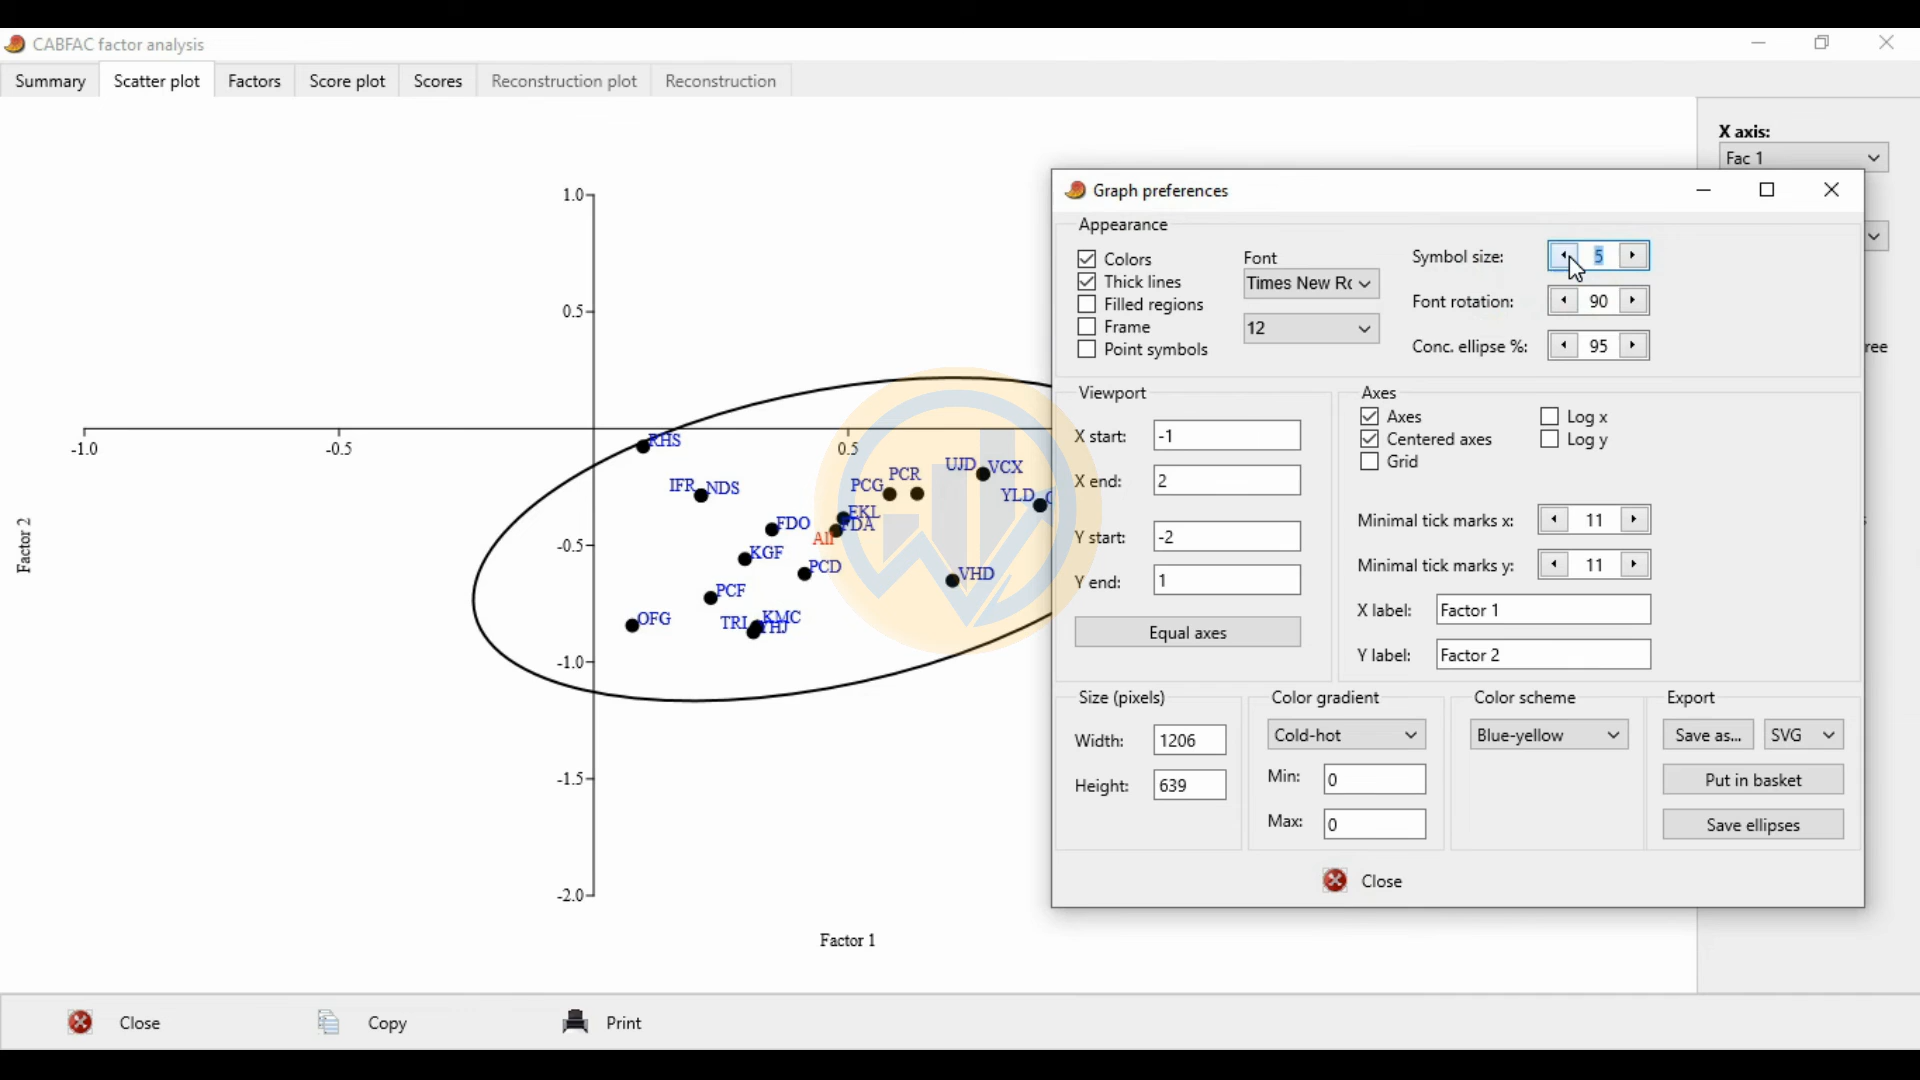 CABFAC factor analysis
Summary Scatter plot Factors Score plot Scores Reconstruction plot Reconstruction
X axis:
Fac 1
Graph preferences
Appearance
Colors
Thick lines
Filled regions
Frame
Point symbols
Font
Times New Ro
12
Symbol size: 5
Font rotation: 90
Conc. ellipse %: 95
ree
Viewport
X start: -1
X end: 2
Y start: -2
Y end: 1
Equal axes
Axes
Axes
Centered axes
Grid
Log x
Log y
Minimal tick marks x: 11
Minimal tick marks y: 11
X label: Factor 1
Y label: Factor 2
Size (pixels)
Width: 1206
Height: 639
Color gradient
Cold-hot
Min: 0
Max: 0
Color scheme
Blue-yellow
Export
Save as... SVG
Put in basket
Save ellipses
Close
1.0
0.5
-1.0 -0.5 0.5
-0.5
-1.0
-1.5
-2.0
Factor 2
Factor 1
RHS
IFR NDS
PCG PCR UJD VCX
YLD
FDO EKL
FDA
All
KGF
PCD
VHD
PCF
OFG
TRL KMC
YHJ
Close Copy Print